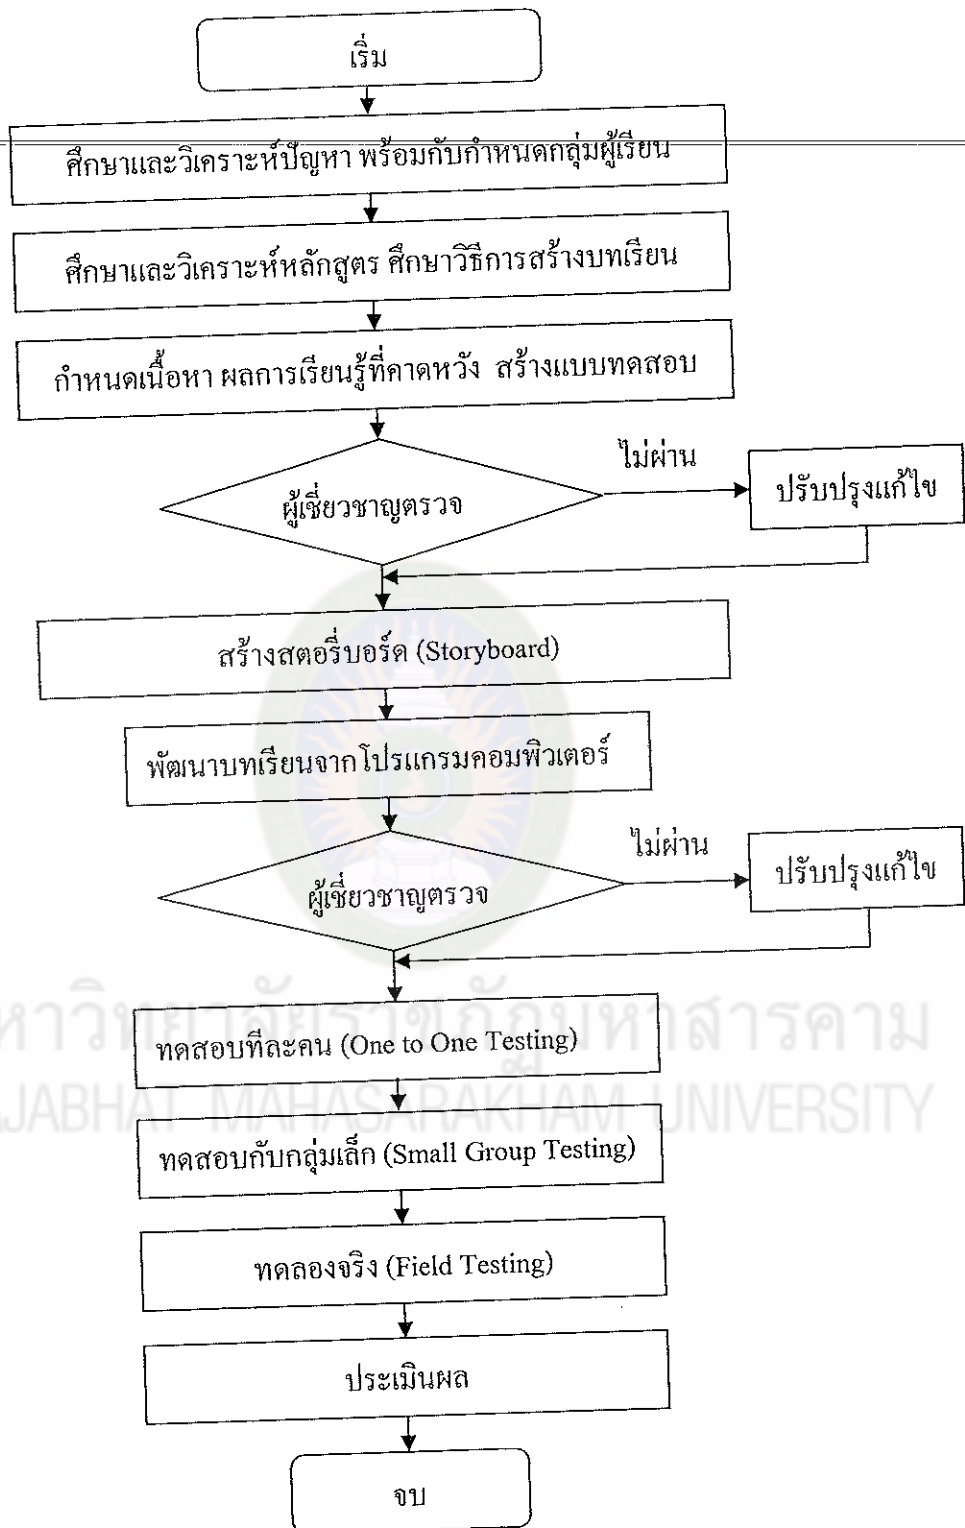 เริ่ม
ศึกษาและวิเคราะห์ปัญหา พร้อมกับกำหนดกลุ่มผู้เรียน
ศึกษาและวิเคราะห์หลักสูตร ศึกษาวิธีการสร้างบทเรียน
กำหนดเนื้อหา ผลการเรียนรู้ที่คาดหวัง สร้างแบบทดสอบ
ไม่ผ่าน
ผู้เชี่ยวชาญตรวจ
ปรับปรุงแก้ไข
สร้างสตอรี่บอร์ด (Storyboard)
พัฒนาบทเรียนจากโปรแกรมคอมพิวเตอร์
ไม่ผ่าน
ผู้เชี่ยวชาญตรวจ
ปรับปรุงแก้ไข
หาวิทยาลัยราชภัฏมหาสารคาม
ทดสอบทีละคน (One to One Testing)
JABHAT MAHASARAKHAM UNIVERSITY
ทดสอบกับกลุ่มเล็ก (Small Group Testing)
ทดลองจริง (Field Testing)
ประเมินผล
จบ